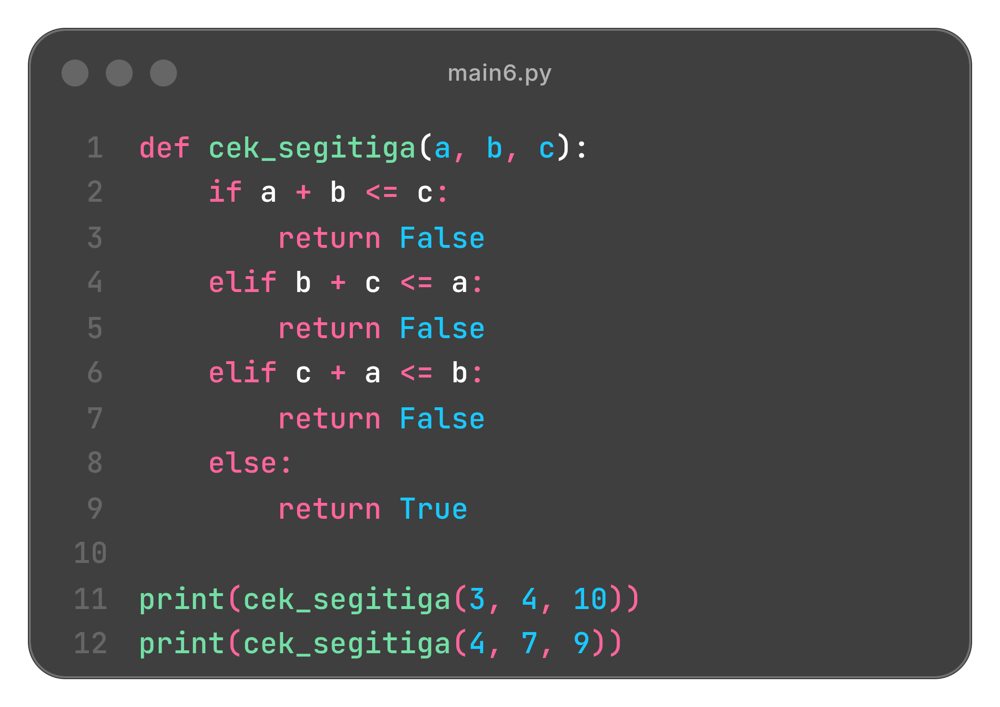 main6.py
1 def cek_segitiga(a, b, c):
2     if a + b <= c:
3         return False
4     elif b + c <= a:
5         return False
6     elif c + a <= b:
7         return False
8     else:
9         return True
10
11 print(cek_segitiga(3, 4, 10))
12 print(cek_segitiga(4, 7, 9))